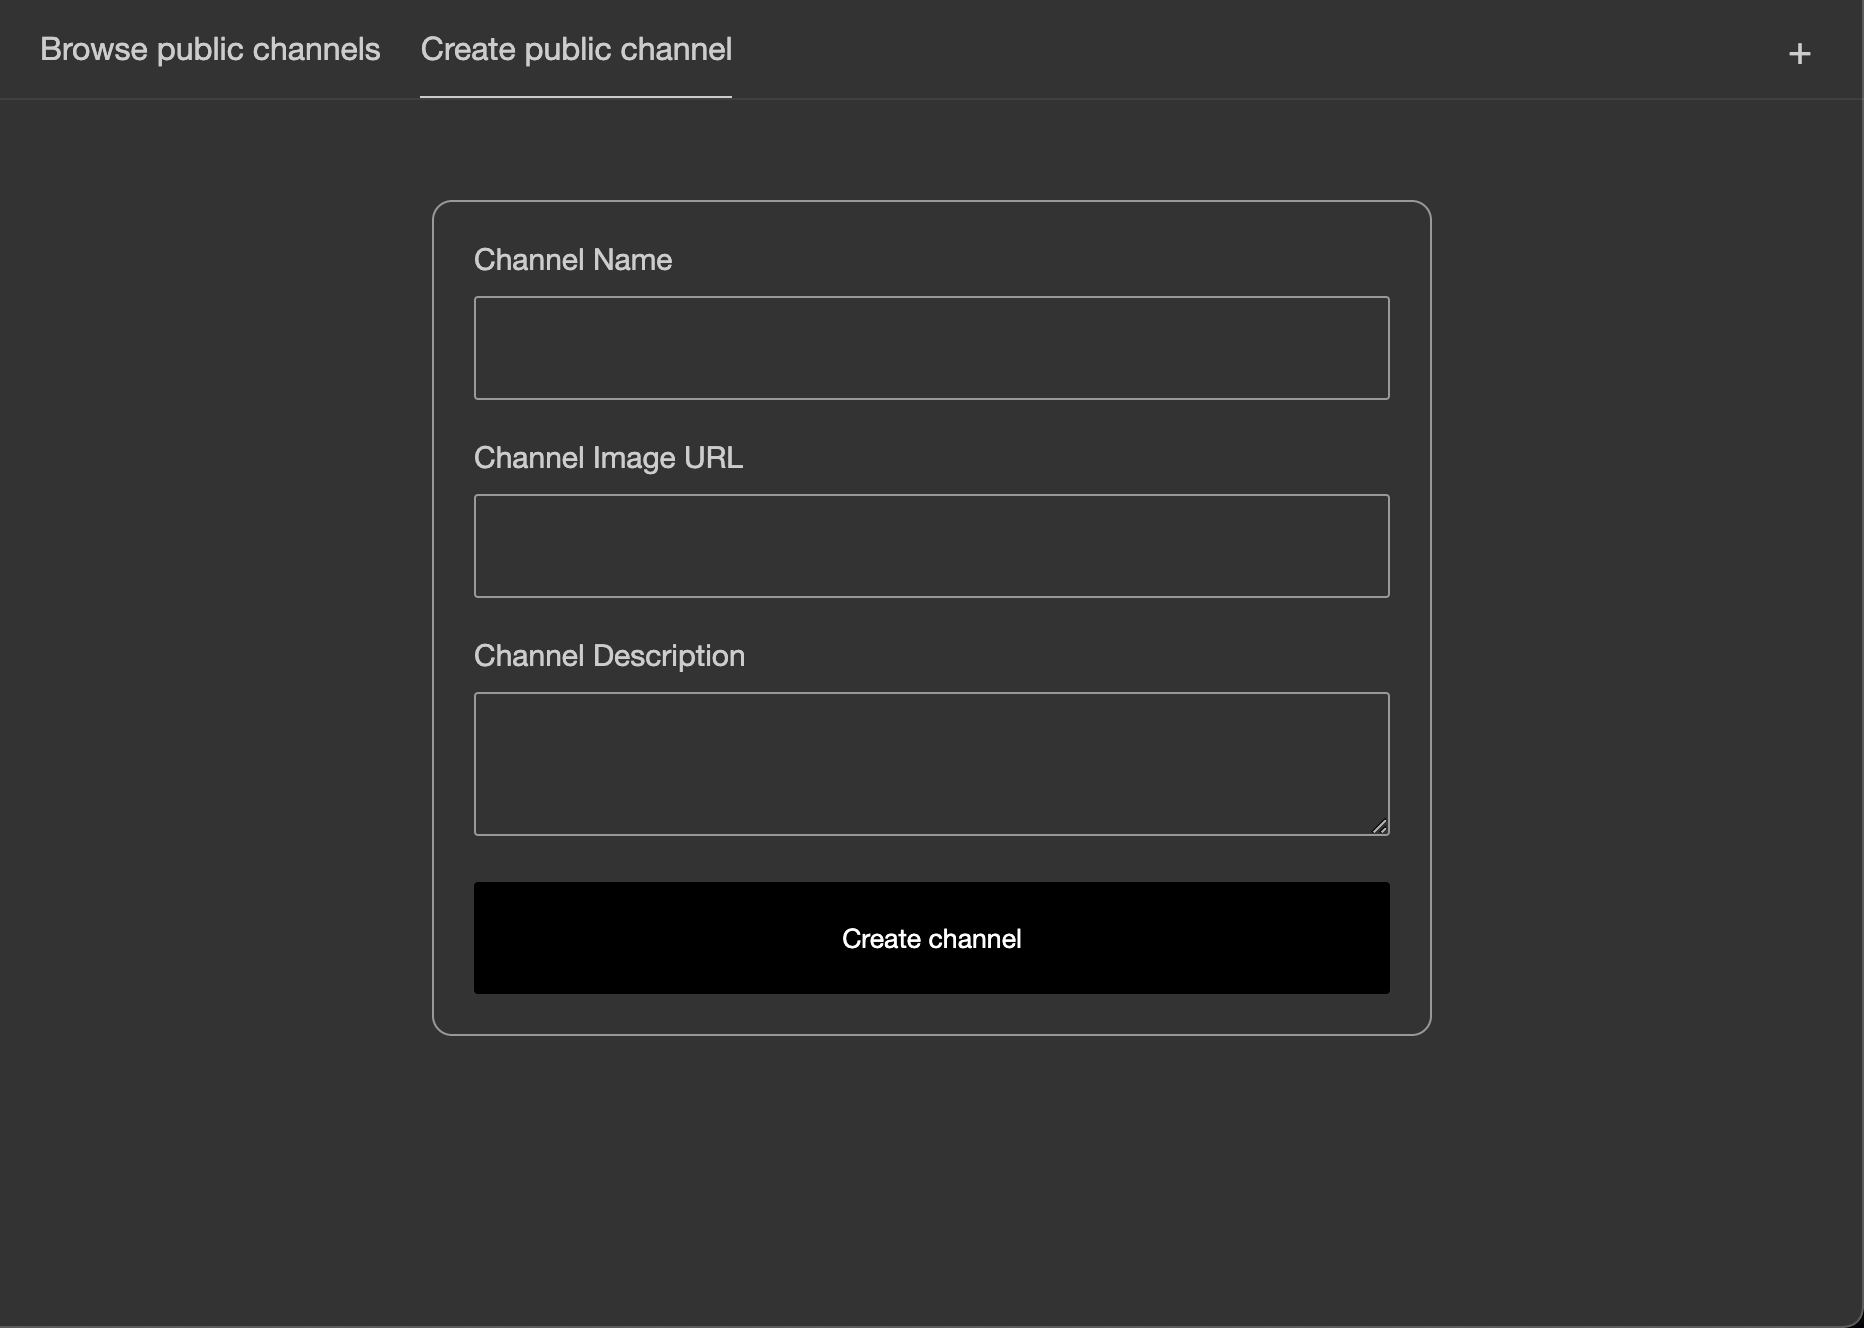 Browse public channels Create public channel +
Channel Name
Channel Image URL
Channel Description
Create channel